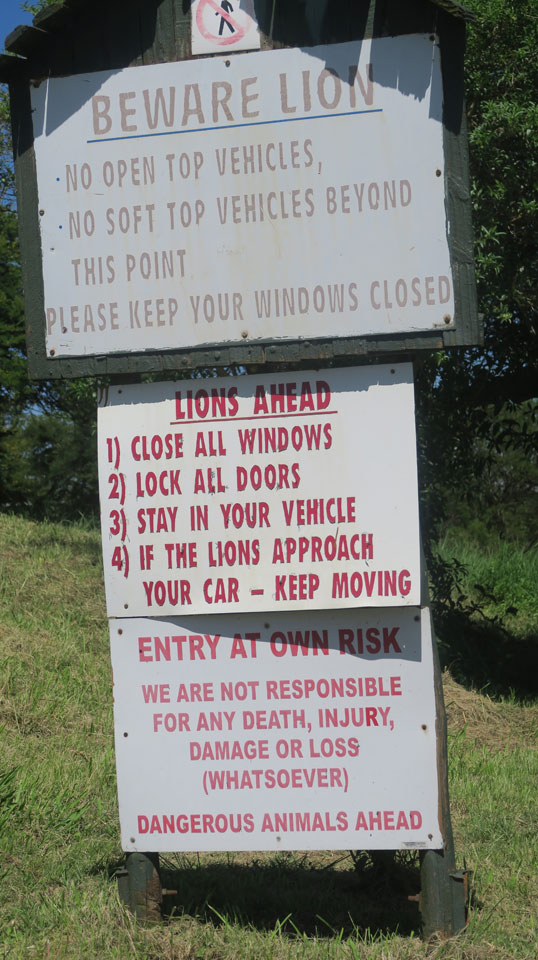 BEWARE LION
· NO OPEN TOP VEHICLES,
· NO SOFT TOP VEHICLES BEYOND
THIS POINT
PLEASE KEEP YOUR WINDOWS CLOSED
LIONS AHEAD
1) CLOSE ALL WINDOWS
2) LOCK ALL DOORS
3) STAY IN YOUR VEHICLE
4) IF THE LIONS APPROACH
YOUR CAR – KEEP MOVING
ENTRY AT OWN RISK
WE ARE NOT RESPONSIBLE
FOR ANY DEATH, INJURY,
DAMAGE OR LOSS
(WHATSOEVER)
DANGEROUS ANIMALS AHEAD